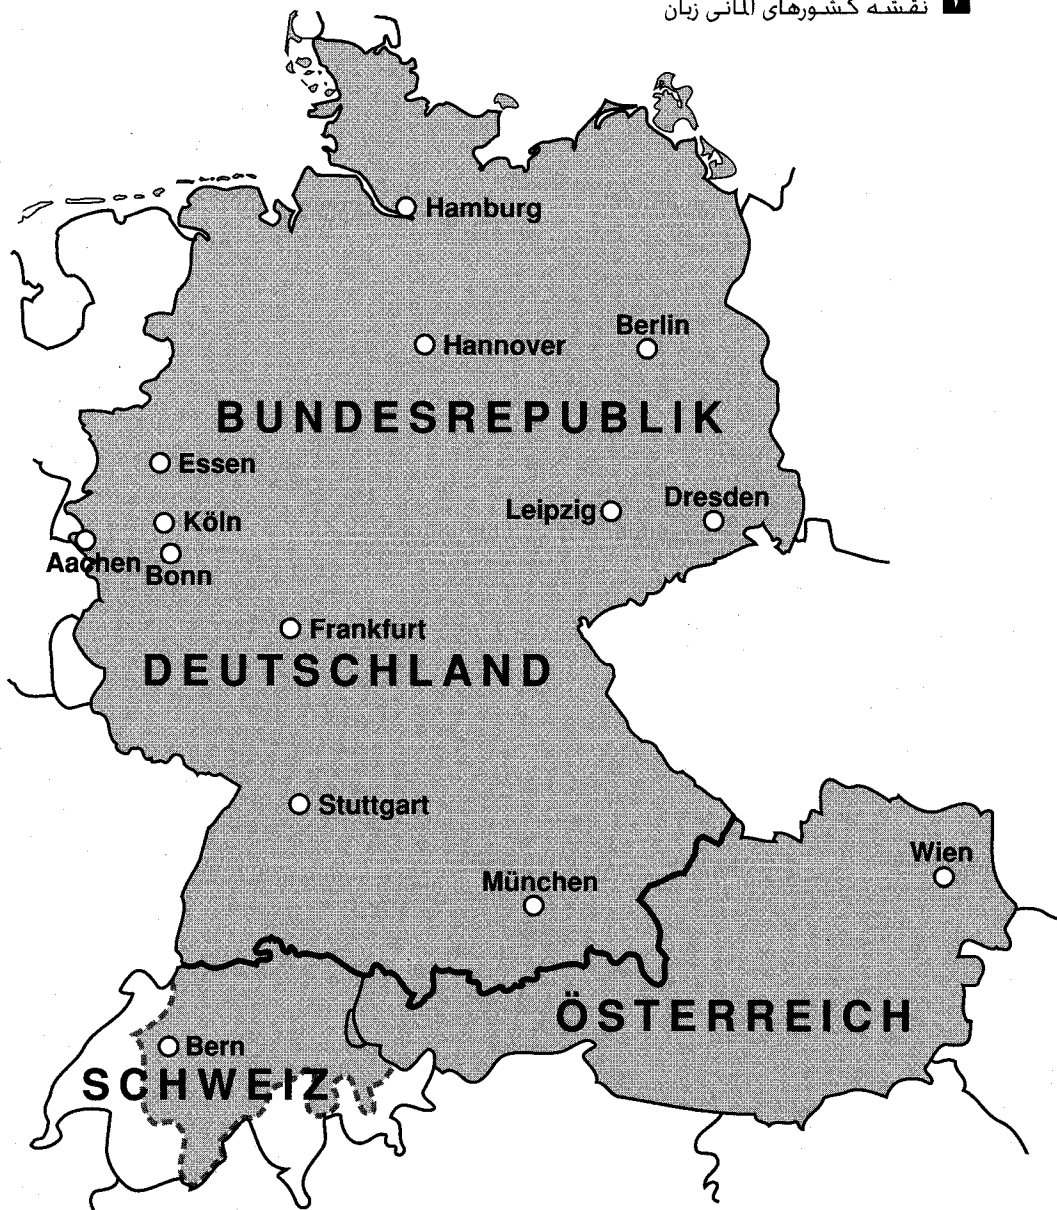 نقشه کشورهای آلمانی زبان
Hamburg
Hannover
Berlin
BUNDESREPUBLIK
Essen
Leipzig
Dresden
Köln
Aachen
Bonn
Frankfurt
DEUTSCHLAND
Stuttgart
Wien
München
ÖSTERREICH
Bern
SCHWEIZ